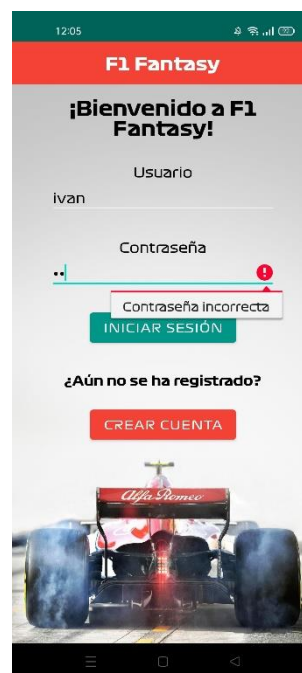 12:05
F1 Fantasy
¡Bienvenido a F1
Fantasy!
Usuario
ivan
Contraseña
••
Contraseña incorrecta
INICIAR SESIÓN
¿Aún no se ha registrado?
CREAR CUENTA
Alfa Romeo